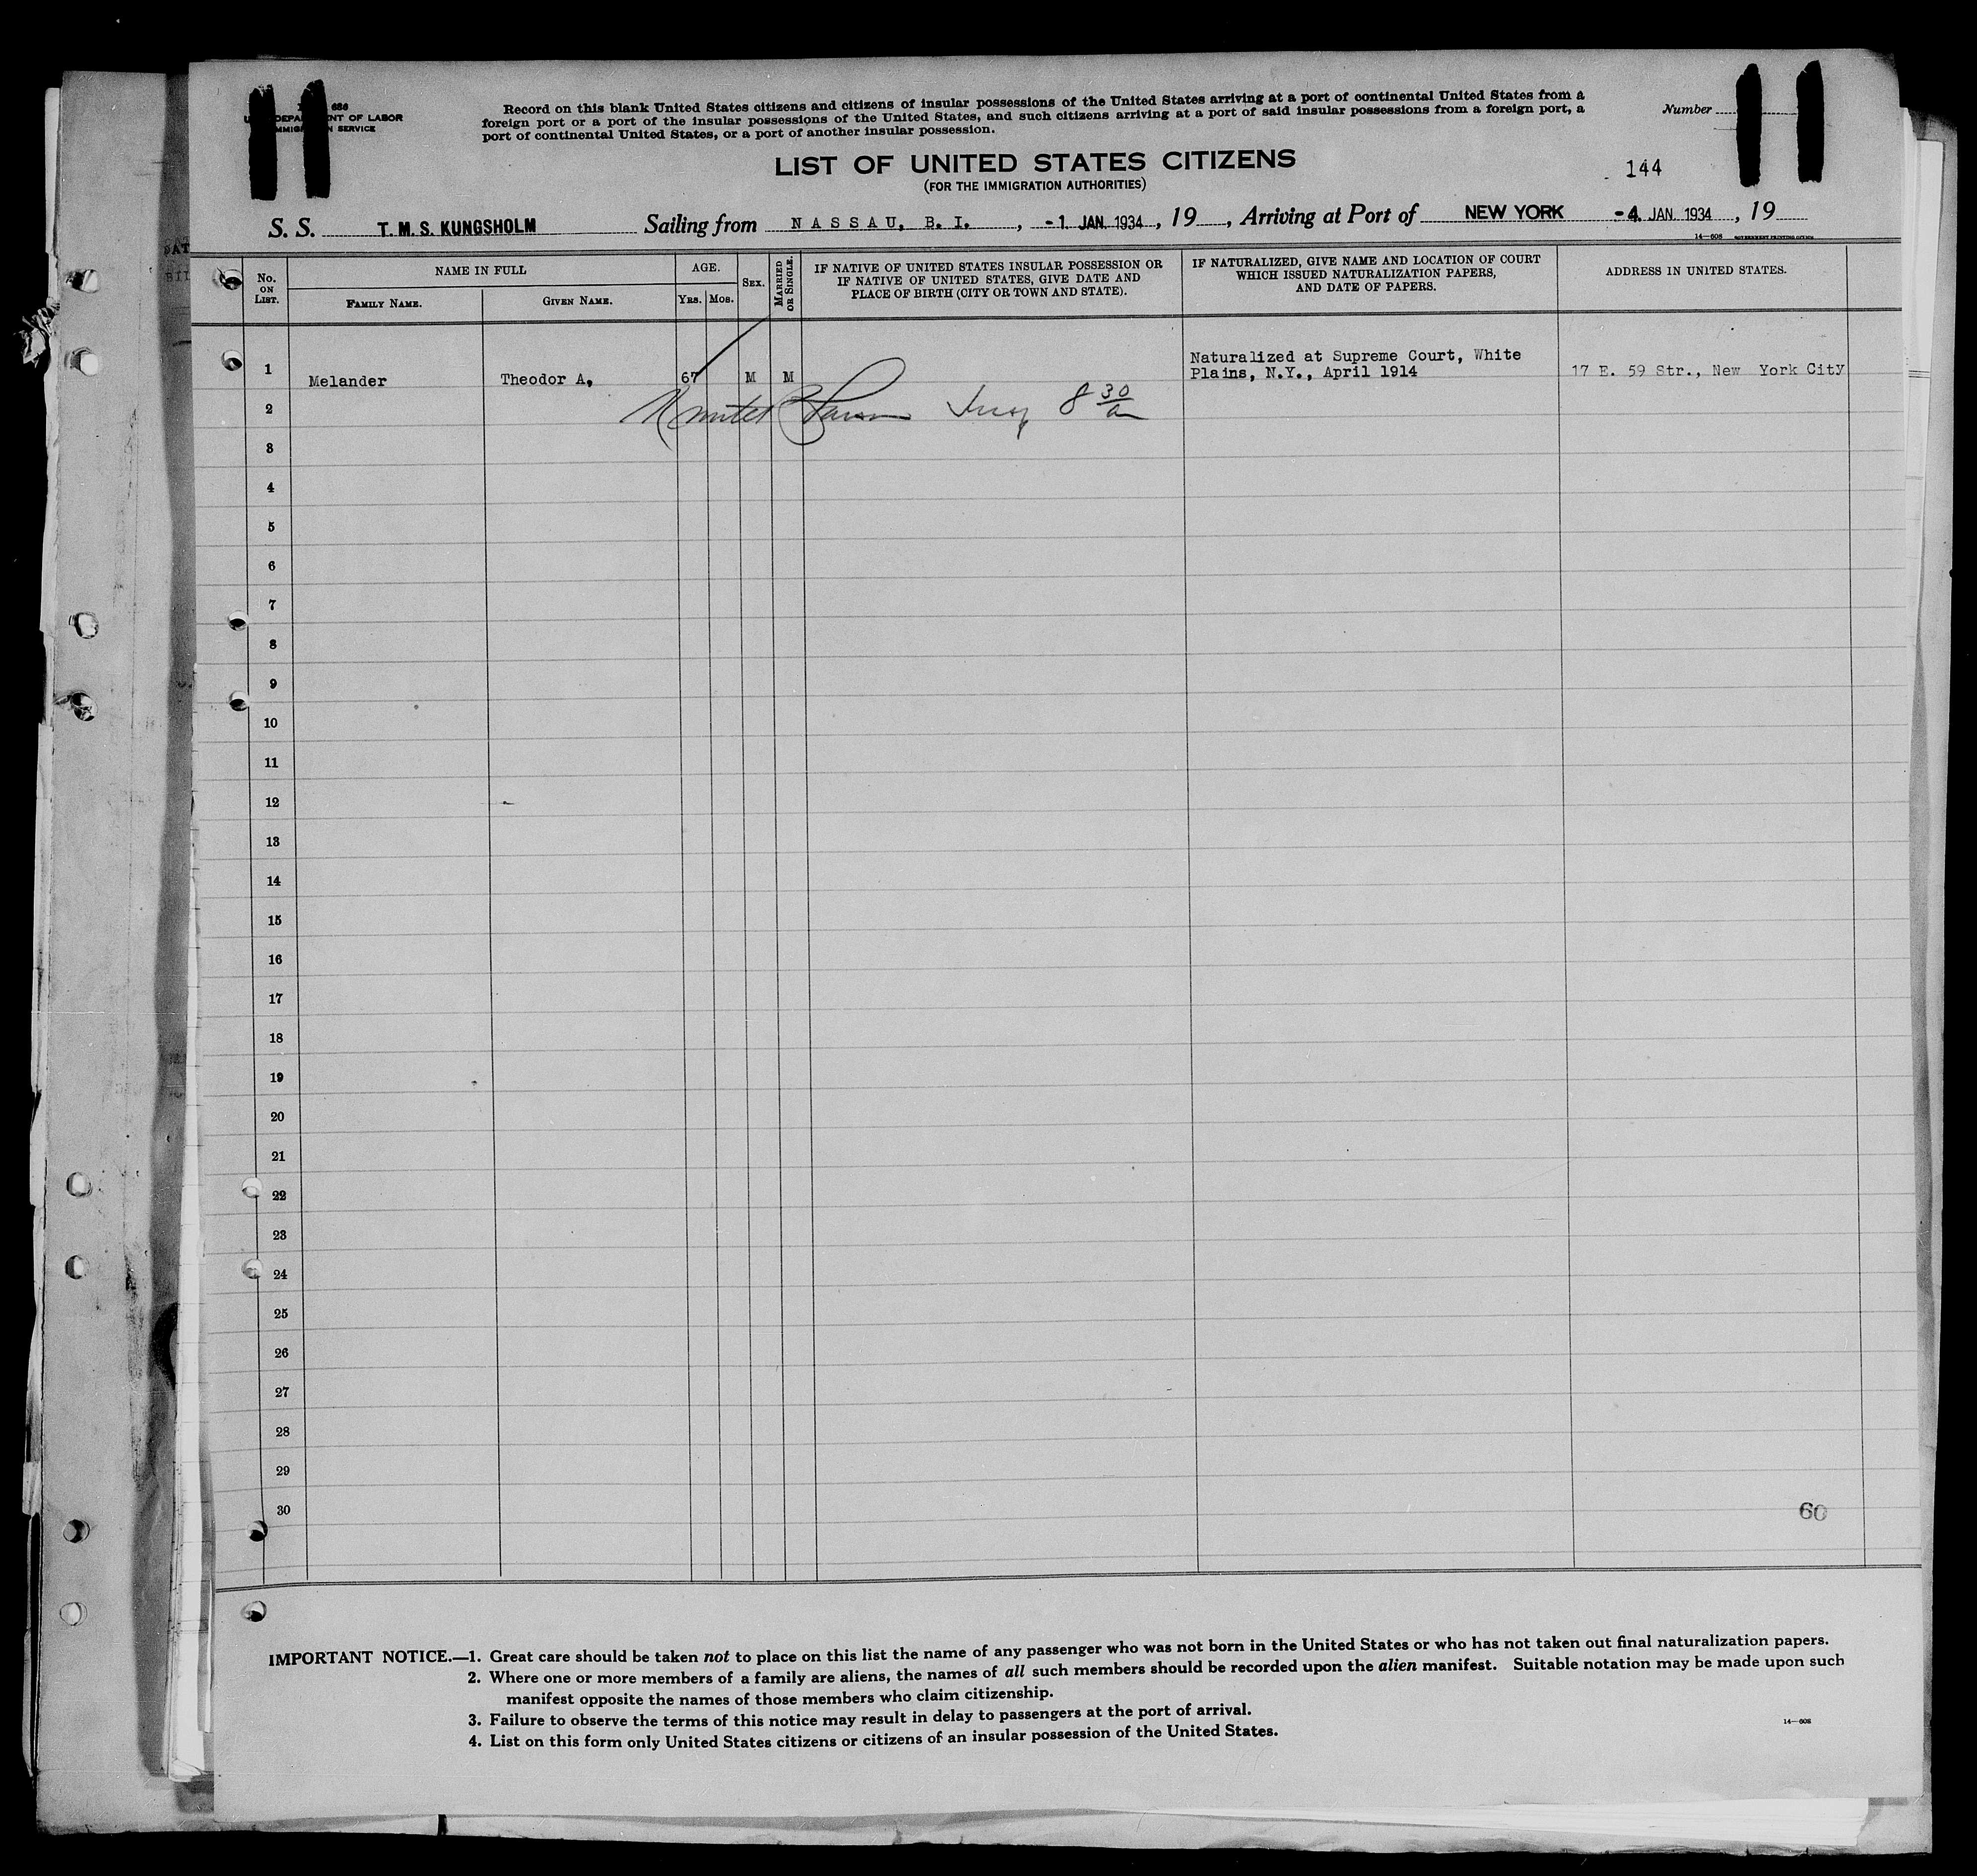 686
U. S. DEPARTMENT OF LABOR
IMMIGRATION SERVICE
Record on this blank United States citizens and citizens of insular possessions of the United States arriving at a port of continental United States from a
foreign port or a port of the insular possessions of the United States, and such citizens arriving at a port of said insular possessions from a foreign port, a
port of continental United States, or a port of another insular possession.
Number
LIST OF UNITED STATES CITIZENS
(FOR THE IMMIGRATION AUTHORITIES)
144
S. S. T. M. S. KUNGSHOLM Sailing from NASSAU, B. I. , -1 JAN. 1934 , 19 , Arriving at Port of NEW YORK -4 JAN. 1934 , 19
14—608 GOVERNMENT PRINTING OFFICE
No. ON LIST.
NAME IN FULL
FAMILY NAME.
GIVEN NAME.
AGE.
YRS. MOS.
SEX.
MARRIED OR SINGLE.
IF NATIVE OF UNITED STATES INSULAR POSSESSION OR
IF NATIVE OF UNITED STATES, GIVE DATE AND
PLACE OF BIRTH (CITY OR TOWN AND STATE).
IF NATURALIZED, GIVE NAME AND LOCATION OF COURT
WHICH ISSUED NATURALIZATION PAPERS,
AND DATE OF PAPERS.
ADDRESS IN UNITED STATES.
1 Melander Theodor A, 67 M M
Naturalized at Supreme Court, White
Plains, N.Y., April 1914
17 E. 59 Str., New York City
8 30
2
3
4
5
6
7
8
9
10
11
12
13
14
15
16
17
18
19
20
21
22
23
24
25
26
27
28
29
30
60
IMPORTANT NOTICE.—1. Great care should be taken not to place on this list the name of any passenger who was not born in the United States or who has not taken out final naturalization papers.
2. Where one or more members of a family are aliens, the names of all such members should be recorded upon the alien manifest. Suitable notation may be made upon such
manifest opposite the names of those members who claim citizenship.
3. Failure to observe the terms of this notice may result in delay to passengers at the port of arrival.
4. List on this form only United States citizens or citizens of an insular possession of the United States.
14—608